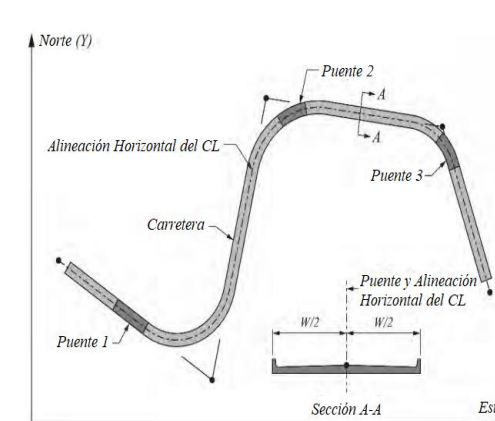 Norte (Y)
Puente 2
A
A
Alineación Horizontal del CL
Puente 3
Carretera
Puente y Alineación
Horizontal del CL
W/2
W/2
Puente 1
Sección A-A
Est